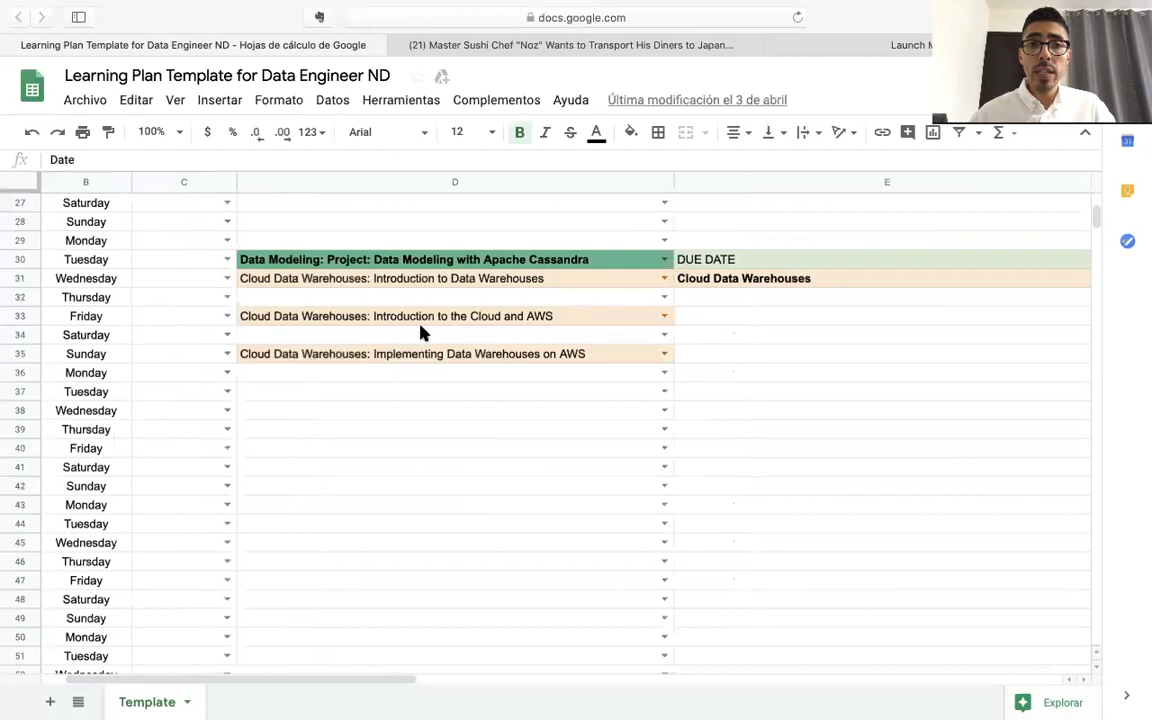 docs.google.com
Learning Plan Template for Data Engineer ND - Hojas de cálculo de Google
(21) Master Sushi Chef "Noz" Wants to Transport His Diners to Japan...
Launch M
Learning Plan Template for Data Engineer ND
Archivo Editar Ver Insertar Formato Datos Herramientas Complementos Ayuda Última modificación el 3 de abril
100% $ % .0 .00 123 Arial 12 B I S A
fx Date
B C D E
27 Saturday
28 Sunday
29 Monday
30 Tuesday Data Modeling: Project: Data Modeling with Apache Cassandra DUE DATE
31 Wednesday Cloud Data Warehouses: Introduction to Data Warehouses Cloud Data Warehouses
32 Thursday
33 Friday Cloud Data Warehouses: Introduction to the Cloud and AWS
34 Saturday
35 Sunday Cloud Data Warehouses: Implementing Data Warehouses on AWS
36 Monday
37 Tuesday
38 Wednesday
39 Thursday
40 Friday
41 Saturday
42 Sunday
43 Monday
44 Tuesday
45 Wednesday
46 Thursday
47 Friday
48 Saturday
49 Sunday
50 Monday
51 Tuesday
Template
Explorar